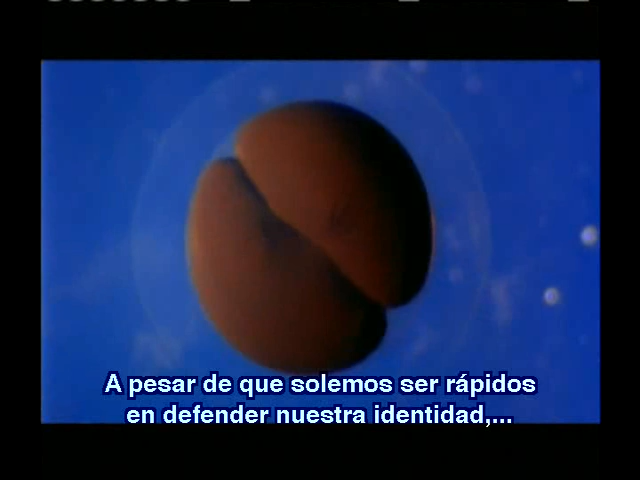 A pesar de que solemos ser rápidos
en defender nuestra identidad,...